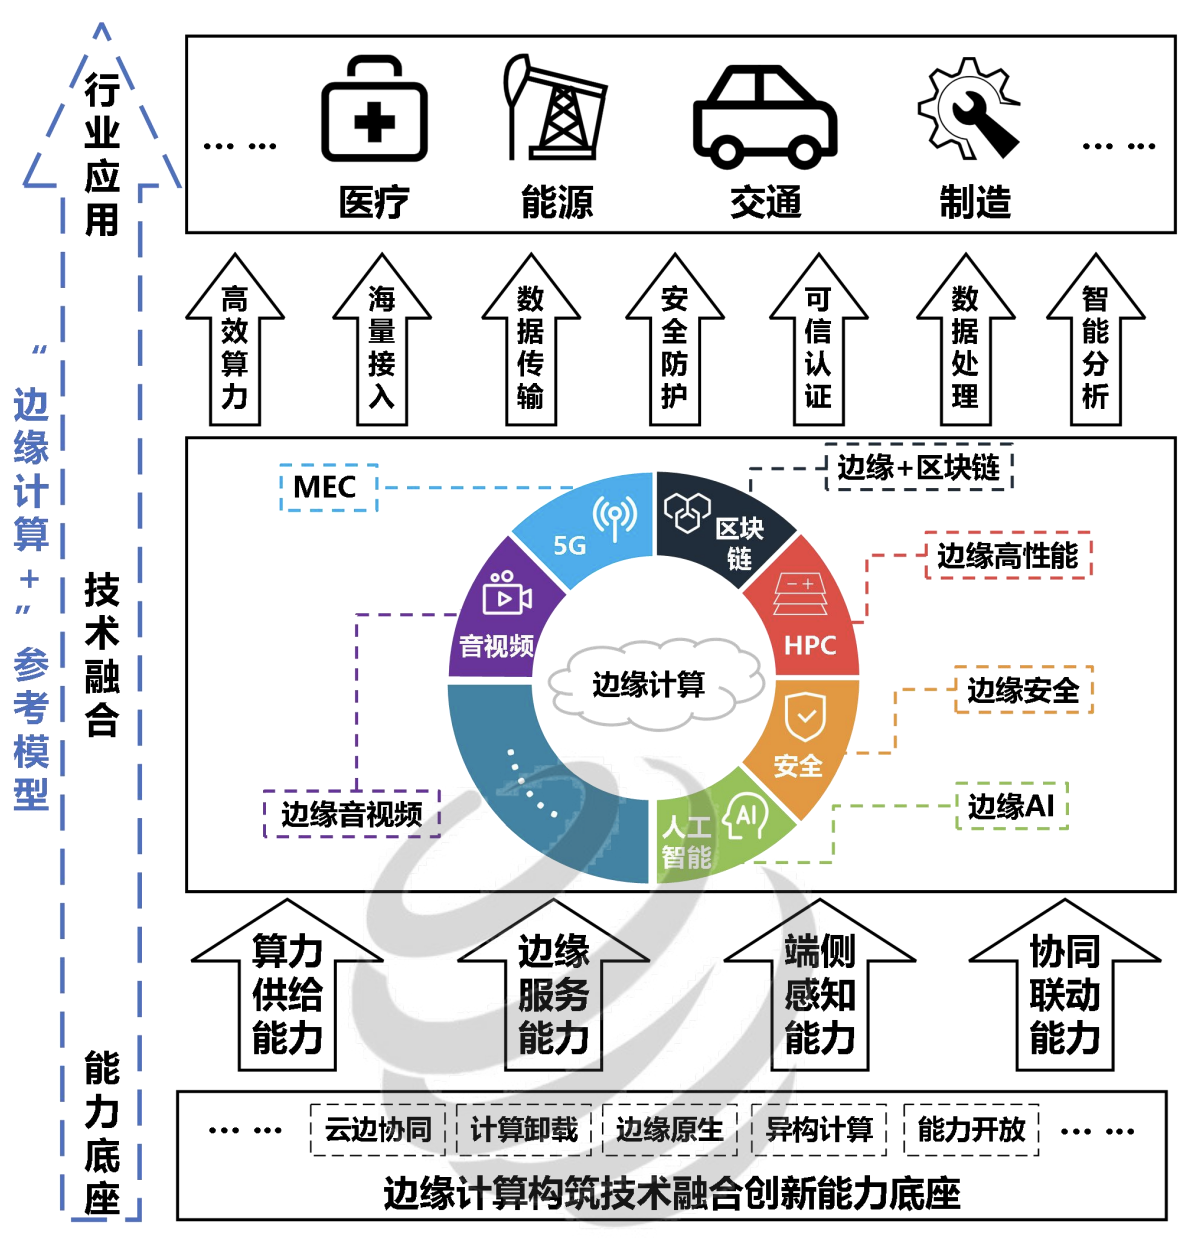 行业应用
技术融合
能力底座
“边缘计算+”参考模型
… …
医疗
能源
交通
制造
… …
高效算力
海量接入
数据传输
安全防护
可信认证
数据处理
智能分析
MEC
边缘+区块链
边缘高性能
边缘安全
边缘AI
边缘音视频
5G
区块
链
HPC
安全
AI
人工
智能
音视频
边缘计算
算力
供给
能力
边缘
服务
能力
端侧
感知
能力
协同
联动
能力
… … 云边协同 计算卸载 边缘原生 异构计算 能力开放 … …
边缘计算构筑技术融合创新能力底座